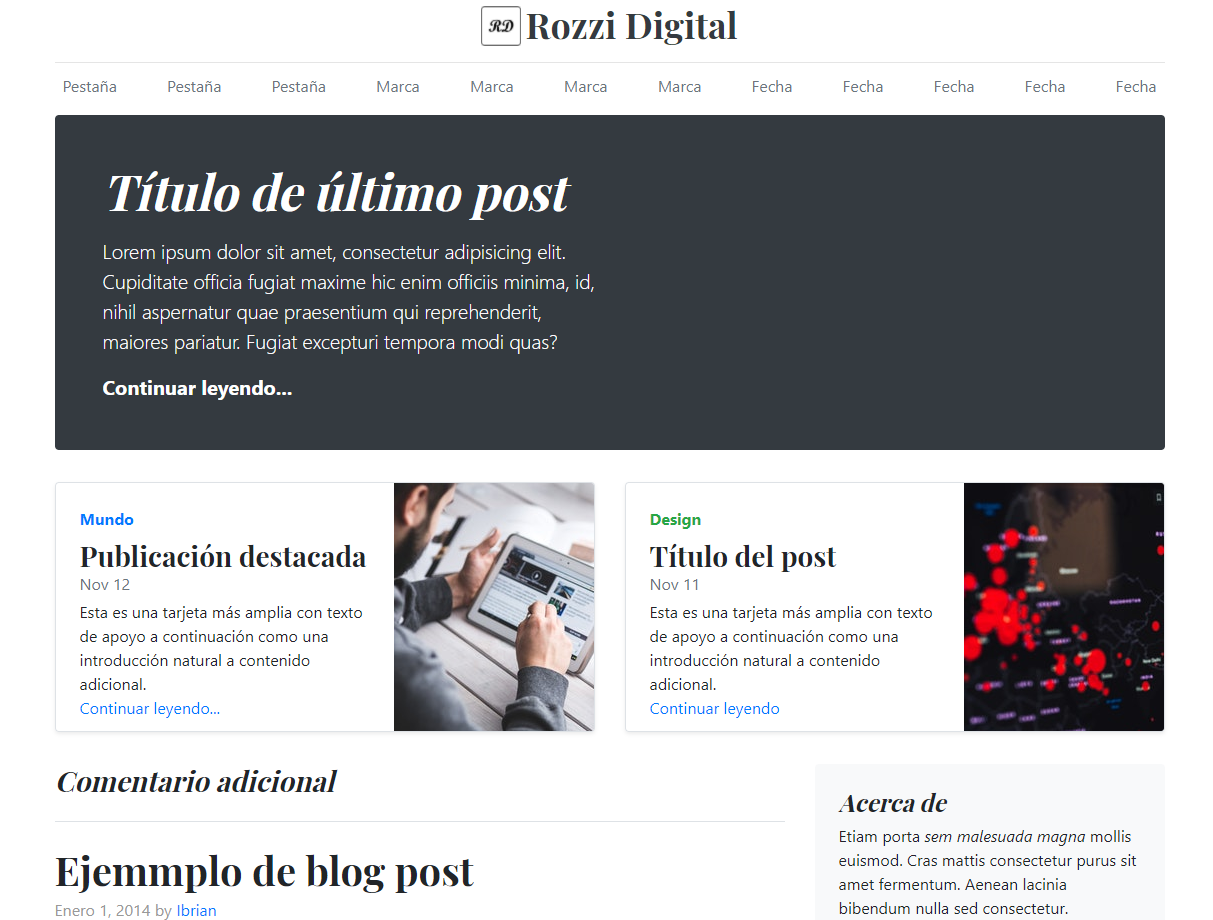 RD Rozzi Digital
Pestaña Pestaña Pestaña Marca Marca Marca Marca Fecha Fecha Fecha Fecha Fecha
Título de último post
Lorem ipsum dolor sit amet, consectetur adipisicing elit.
Cupiditate officia fugiat maxime hic enim officiis minima, id,
nihil aspernatur quae praesentium qui reprehenderit,
maiores pariatur. Fugiat excepturi tempora modi quas?
Continuar leyendo...
Mundo
Publicación destacada
Nov 12
Esta es una tarjeta más amplia con texto
de apoyo a continuación como una
introducción natural a contenido
adicional.
Continuar leyendo...
Design
Título del post
Nov 11
Esta es una tarjeta más amplia con texto
de apoyo a continuación como una
introducción natural a contenido
adicional.
Continuar leyendo
Comentario adicional
Ejemmplo de blog post
Enero 1, 2014 by Ibrian
Acerca de
Etiam porta sem malesuada magna mollis
euismod. Cras mattis consectetur purus sit
amet fermentum. Aenean lacinia
bibendum nulla sed consectetur.